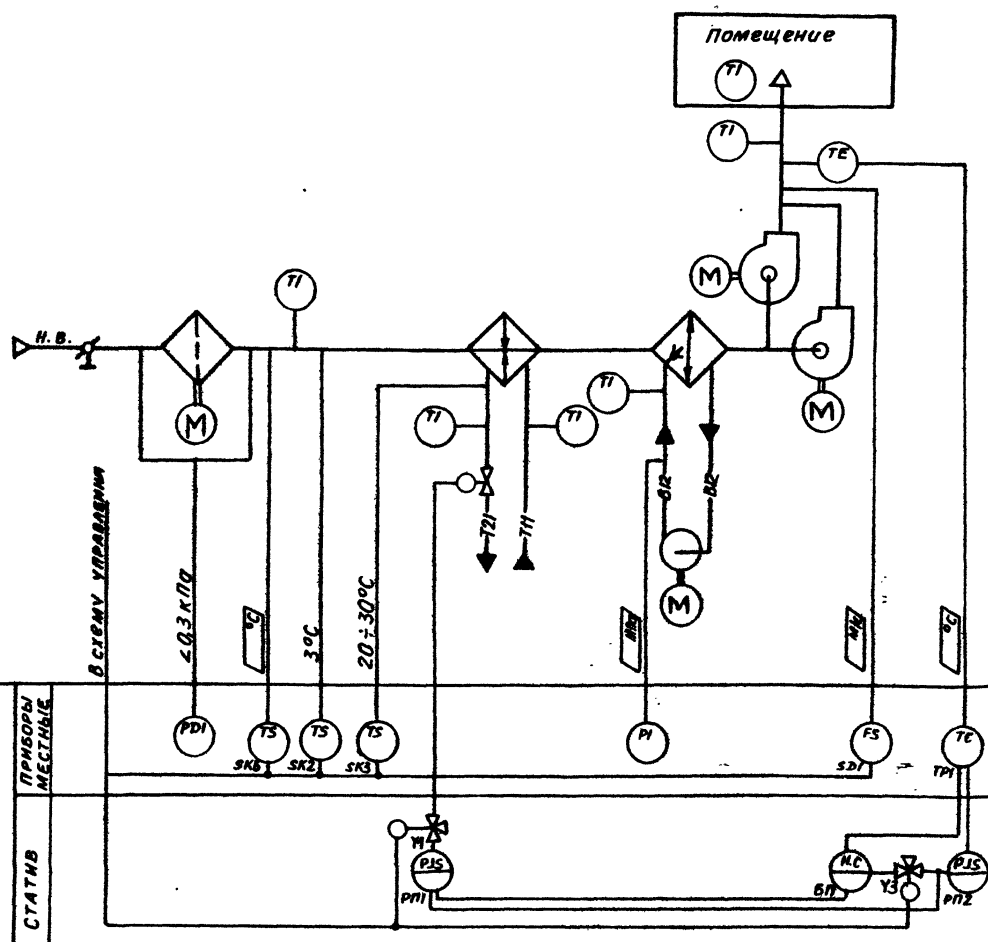 Помещение
TI
TI
TE
M
TI
Н.В.
M
TI
TI
TI
M
M
В12
В12
T21
T11
M
В схему управления
<0,3 кПа
°C
3°C
20÷30°C
°C
ПРИБОРЫ
МЕСТНЫЕ
PDI
TS
TS
TS
PI
FS
TE
SK6
SK2
SK3
SD1
TP1
СТАТИВ
Y1
PJS
РП1
H.C
БП
Y3
PJS
РП2